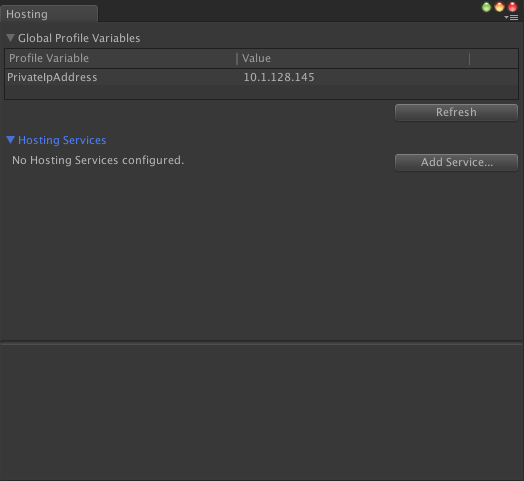 Hosting
Global Profile Variables
Profile Variable Value
PrivateIpAddress 10.1.128.145
Refresh
Hosting Services
No Hosting Services configured. Add Service...